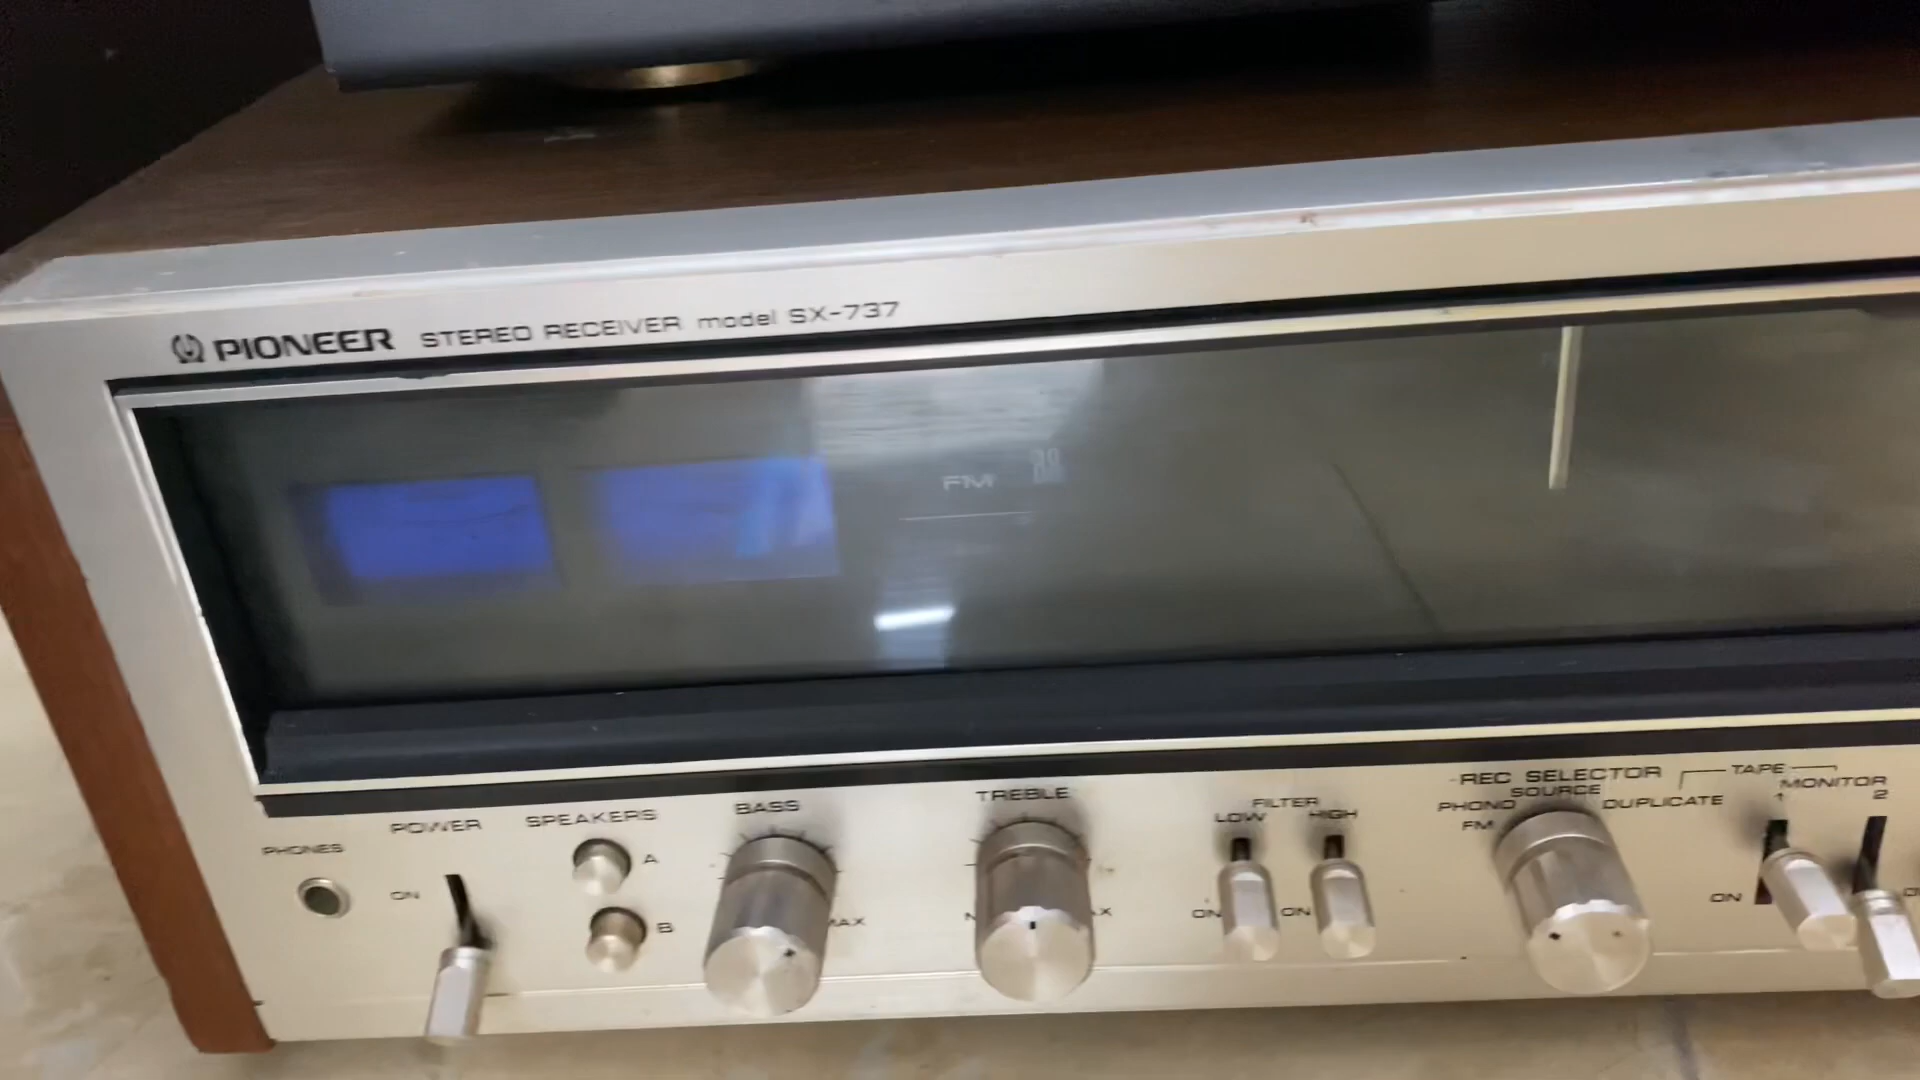 PIONEER STEREO RECEIVER model SX-737
FM
POWER
SPEAKERS
BASS
TREBLE
FILTER
LOW HIGH
REC SELECTOR
SOURCE
PHONO DUPLICATE
FM
TAPE
MONITOR
1 2
PHONES
ON
A
B
MAX
ON
ON
ON